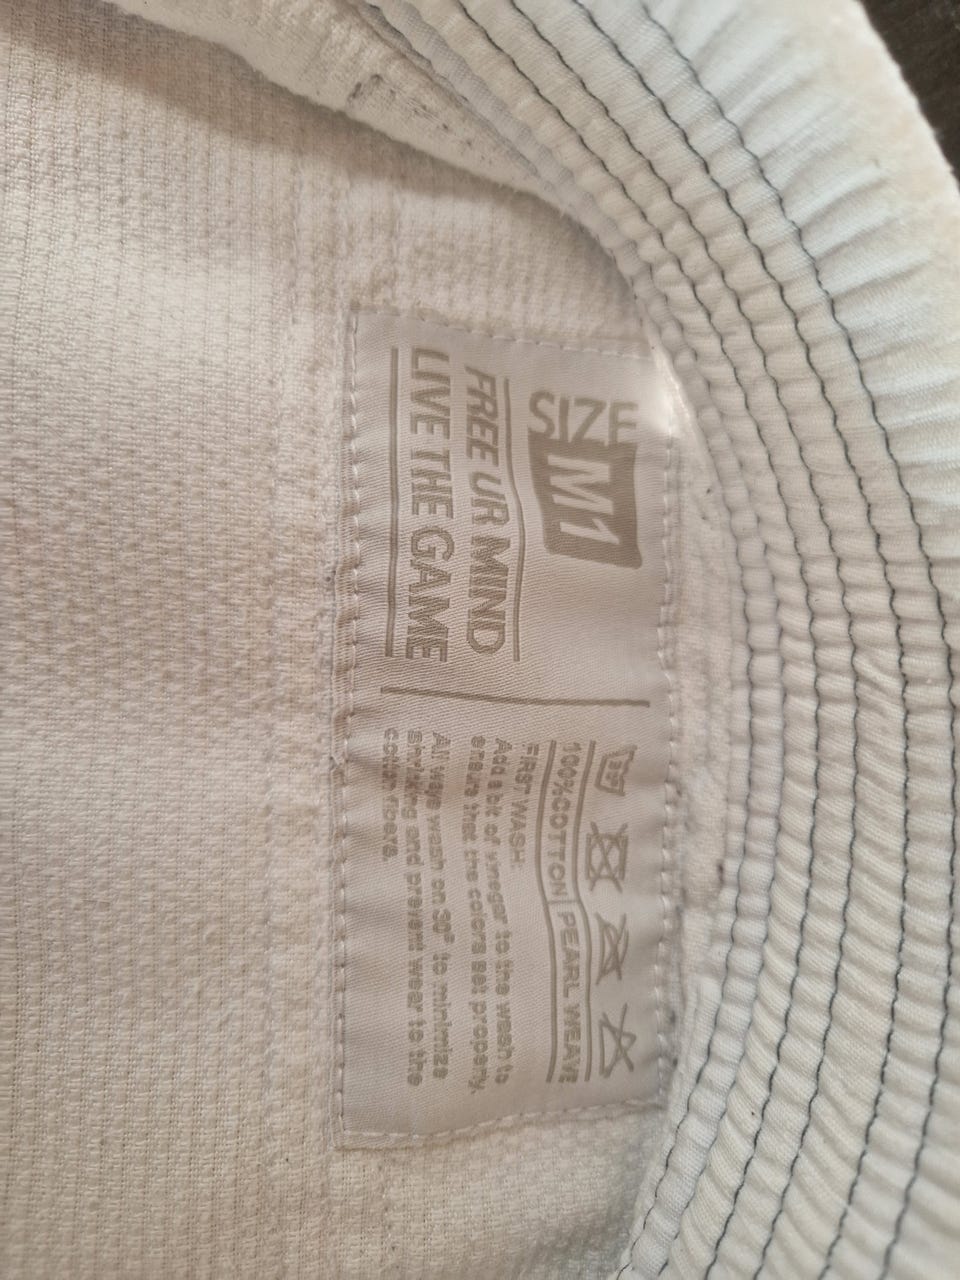 SIZE
M1
FREE UR MIND
LIVE THE GAME
100%COTTON | PEARL WEAVE
FIRST WASH:
Add a bit of vinegar to the wash to
ensure that the colors set properly.
Always wash on 30° to minimize
shrinking and prevent wear to the
cotton fibers.